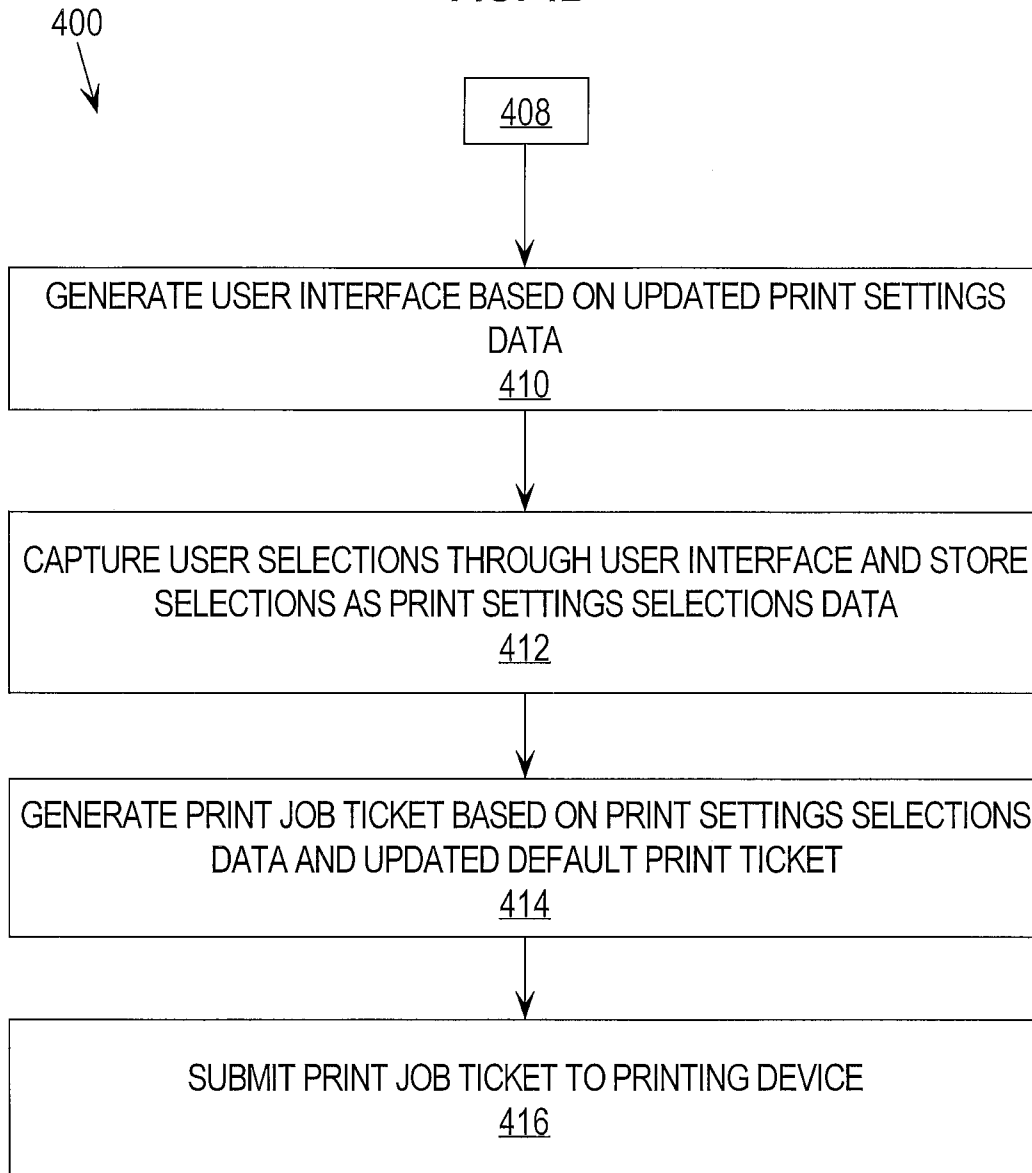 400
408
GENERATE USER INTERFACE BASED ON UPDATED PRINT SETTINGS
DATA
410
CAPTURE USER SELECTIONS THROUGH USER INTERFACE AND STORE
SELECTIONS AS PRINT SETTINGS SELECTIONS DATA
412
GENERATE PRINT JOB TICKET BASED ON PRINT SETTINGS SELECTIONS
DATA AND UPDATED DEFAULT PRINT TICKET
414
SUBMIT PRINT JOB TICKET TO PRINTING DEVICE
416